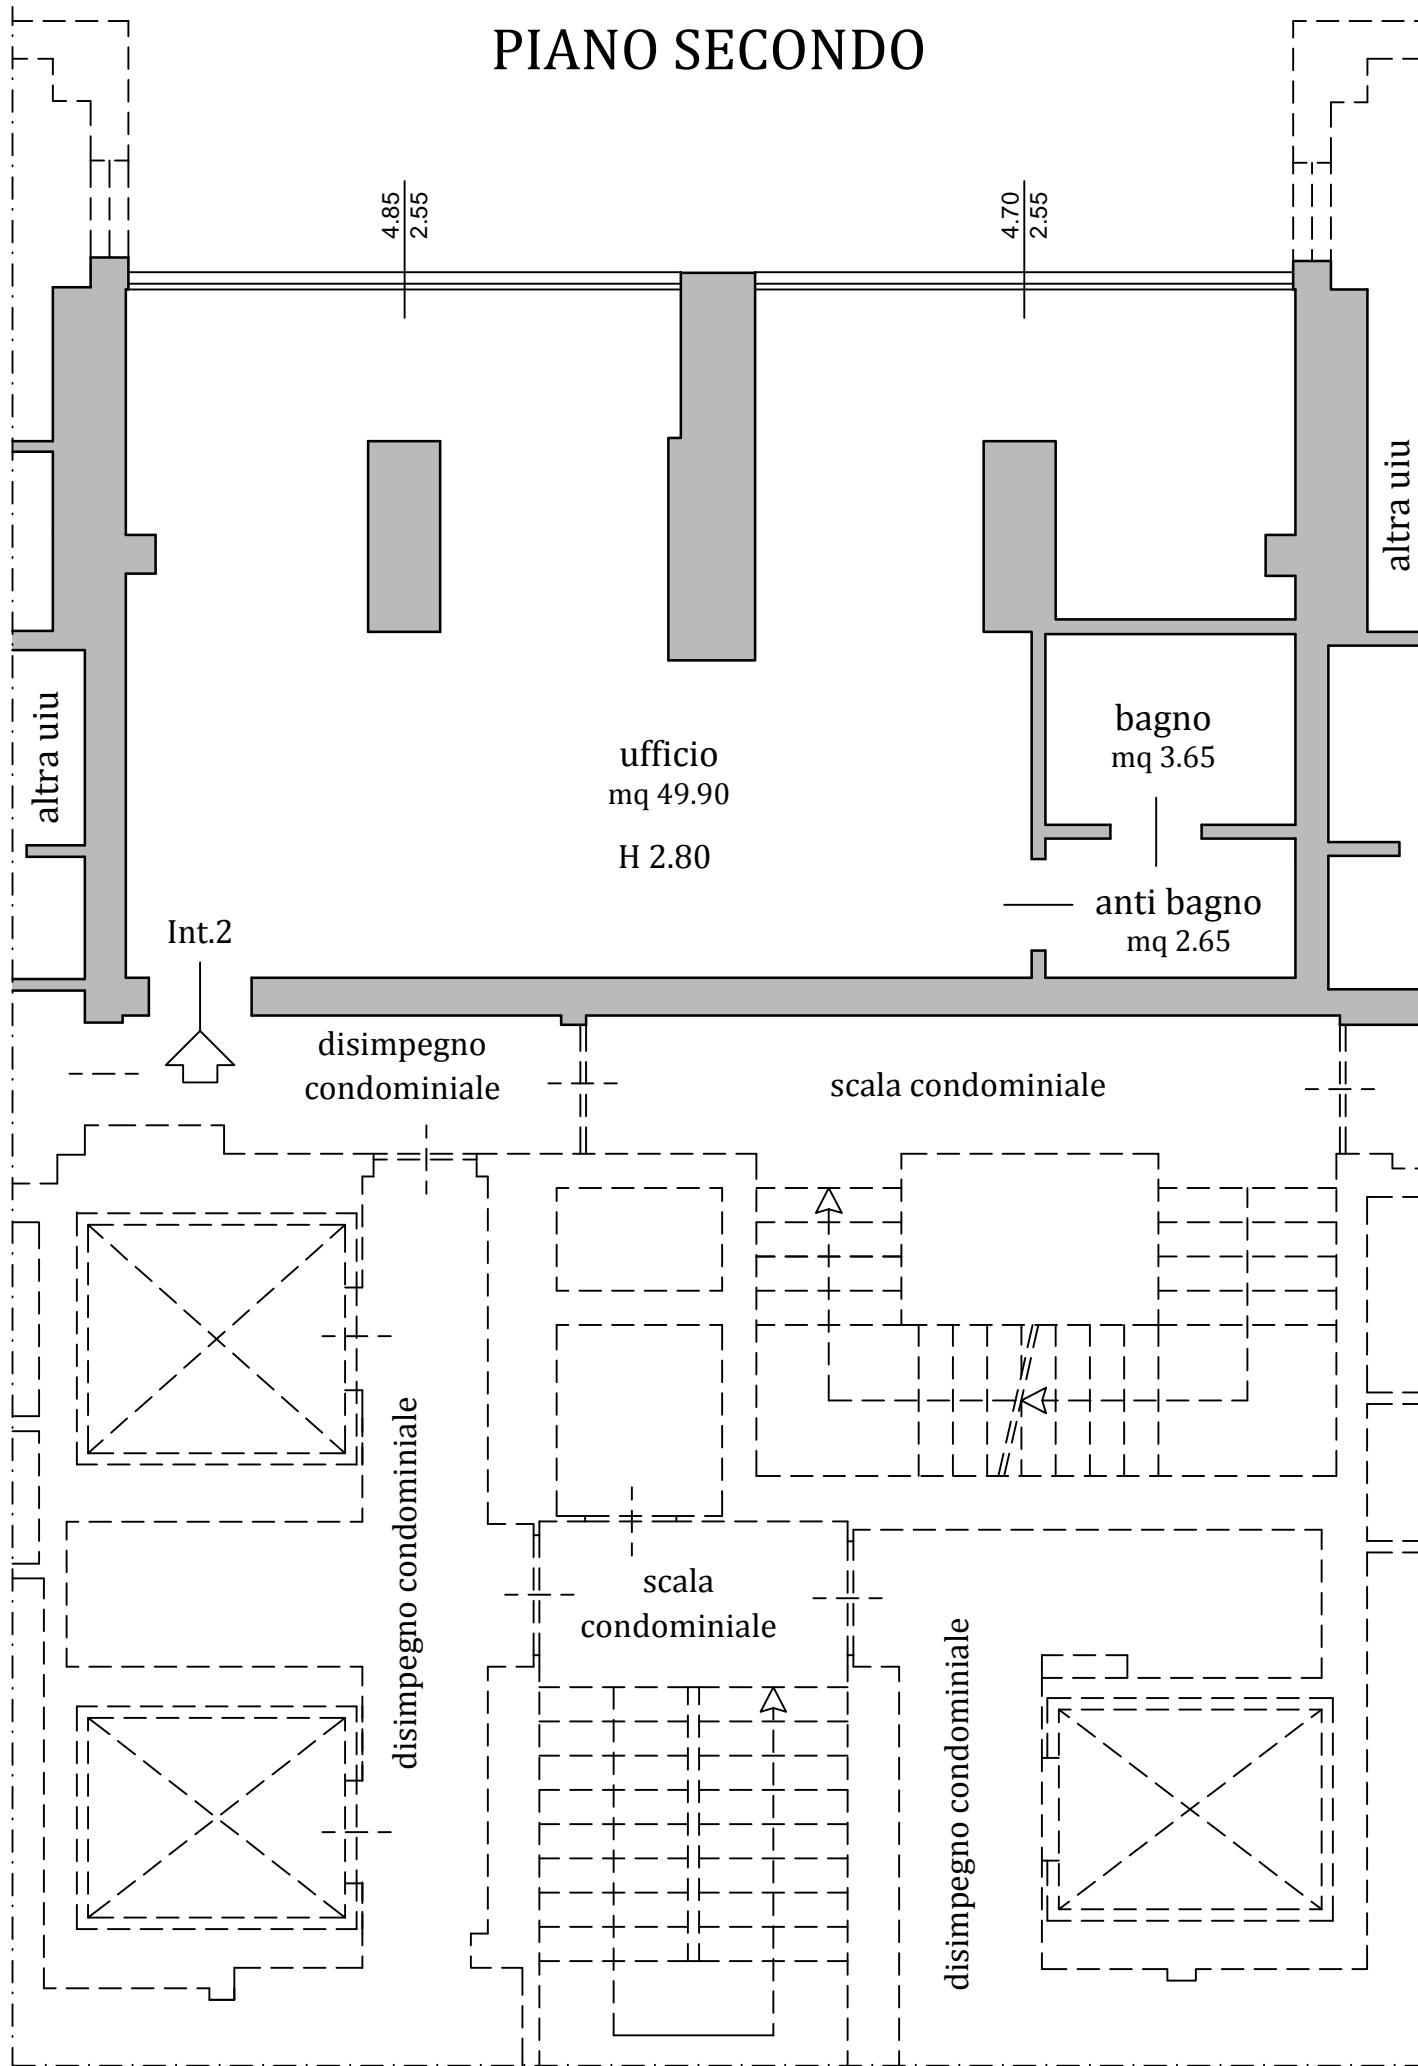 PIANO SECONDO
4.85
2.55
4.70
2.55
altra uiu
altra uiu
ufficio
mq 49.90
H 2.80
bagno
mq 3.65
anti bagno
mq 2.65
Int.2
disimpegno
condominiale
scala condominiale
disimpegno condominiale
scala
condominiale
disimpegno condominiale